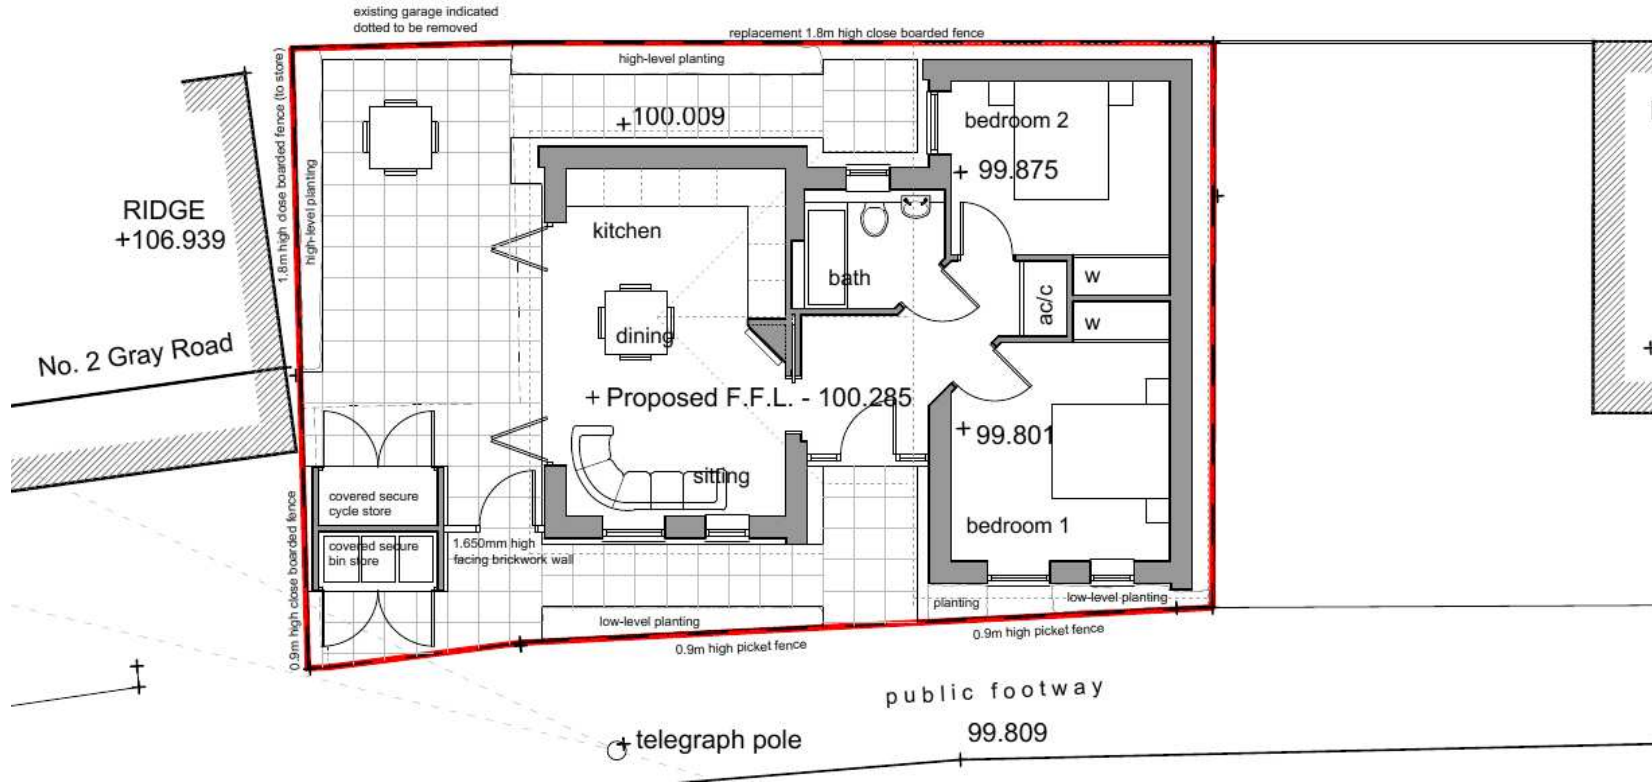 existing garage indicated
dotted to be removed
replacement 1.8m high close boarded fence
high-level planting
1.8m high close boarded fence (to store)
high-level planting
+100.009
bedroom 2
+ 99.875
RIDGE
+106.939
kitchen
bath
w
ac/c
w
dining
No. 2 Gray Road
+ Proposed F.F.L. - 100.285
+ 99.801
sitting
covered secure
cycle store
bedroom 1
1.650mm high
facing brickwork wall
covered secure
bin store
0.9m high close boarded fence
planting
low-level planting
low-level planting
0.9m high picket fence
0.9m high picket fence
public footway
99.809
telegraph pole